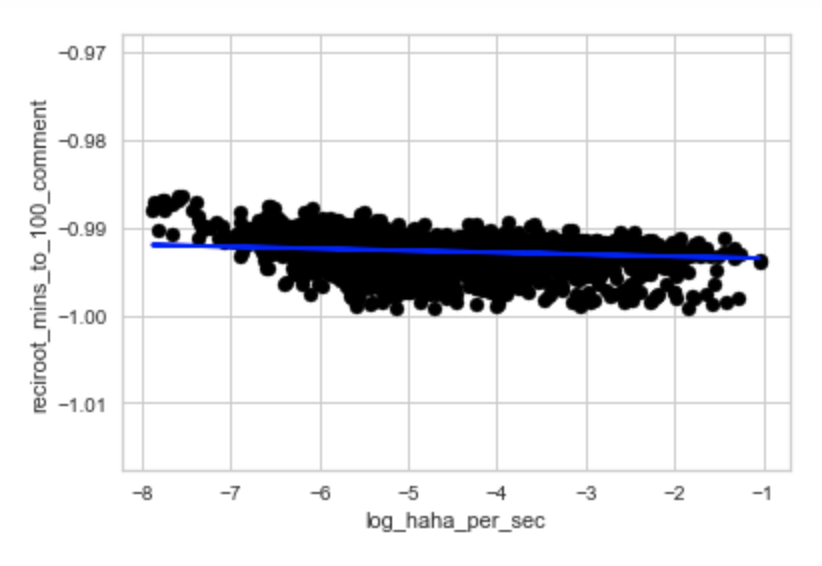 −0.97
−0.98
−0.99
−1.00
−1.01
reciroot_mins_to_100_comment
−8 −7 −6 −5 −4 −3 −2 −1
log_haha_per_sec